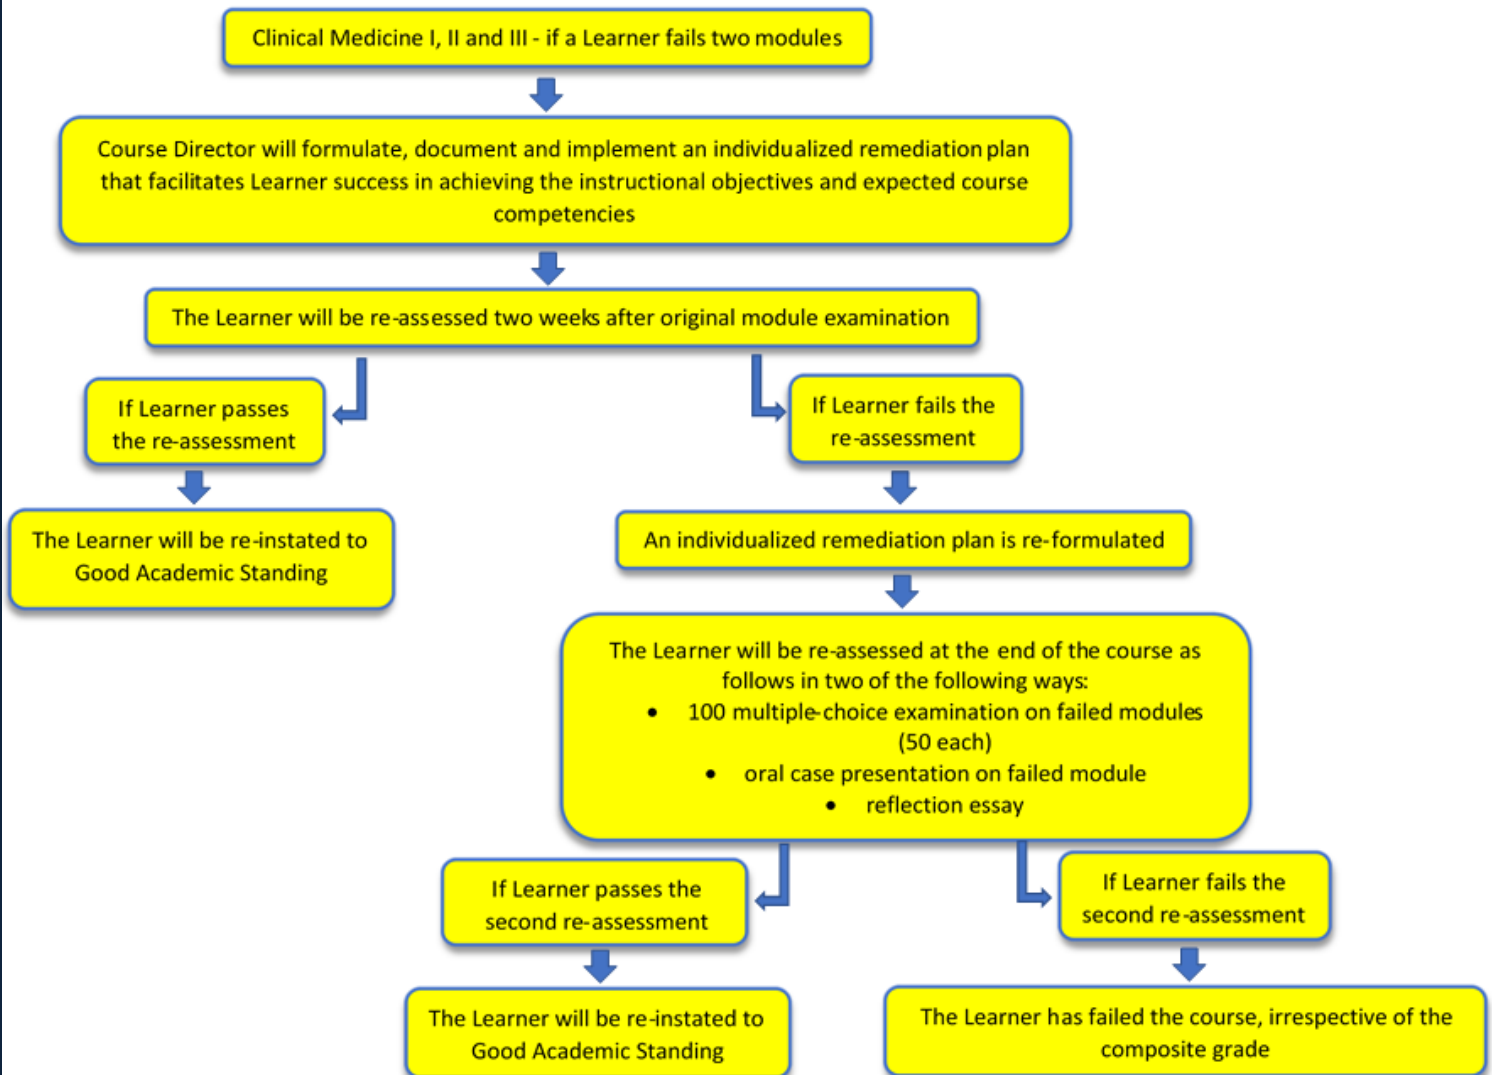 Clinical Medicine I, II and III - if a Learner fails two modules
Course Director will formulate, document and implement an individualized remediation plan
that facilitates Learner success in achieving the instructional objectives and expected course
competencies
The Learner will be re-assessed two weeks after original module examination
If Learner passes
the re-assessment
If Learner fails the
re-assessment
The Learner will be re-instated to
Good Academic Standing
An individualized remediation plan is re-formulated
The Learner will be re-assessed at the end of the course as
follows in two of the following ways:
• 100 multiple-choice examination on failed modules
(50 each)
• oral case presentation on failed module
• reflection essay
If Learner passes the
second re-assessment
If Learner fails the
second re-assessment
The Learner will be re-instated to
Good Academic Standing
The Learner has failed the course, irrespective of the
composite grade